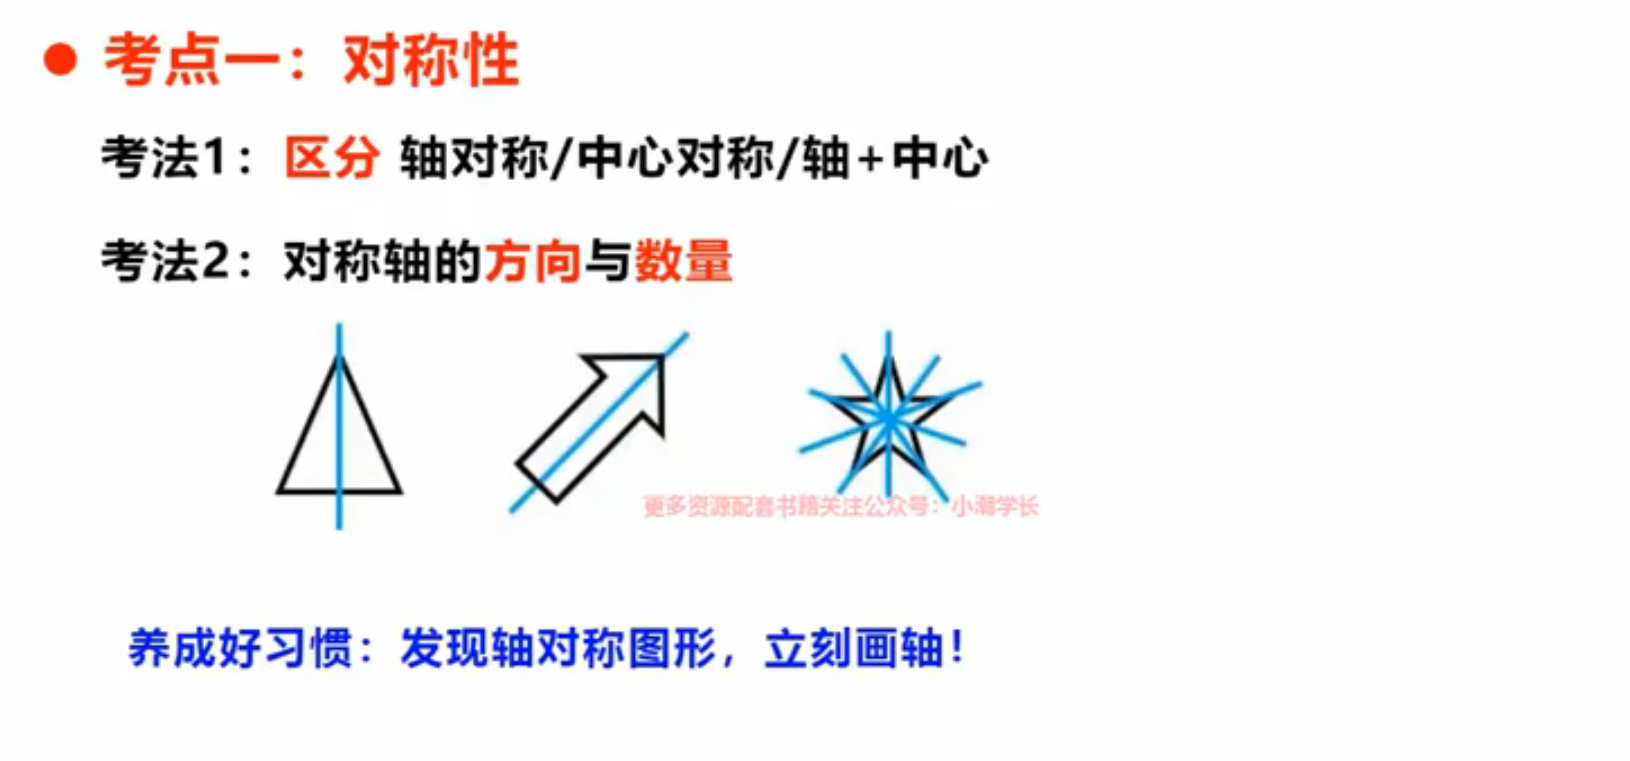 ● 考点一：对称性
考法1：区分 轴对称/中心对称/轴+中心
考法2：对称轴的方向与数量
更多资源配套书籍关注公众号：小潮学长
养成好习惯：发现轴对称图形，立刻画轴！